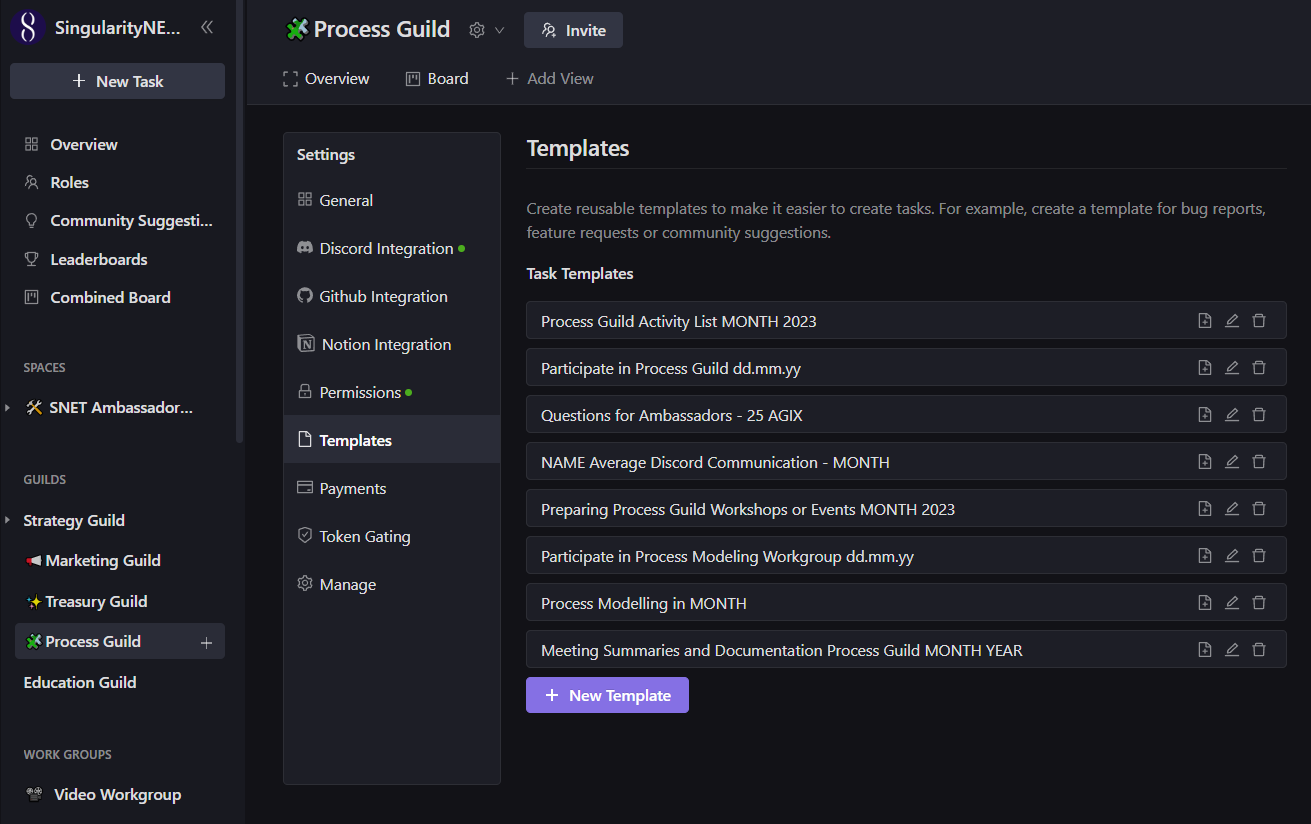 SingularityNE...
New Task
Overview
Roles
Community Suggesti...
Leaderboards
Combined Board
SPACES
SNET Ambassador...
GUILDS
Strategy Guild
Marketing Guild
Treasury Guild
Process Guild
Education Guild
WORK GROUPS
Video Workgroup
Process Guild
Invite
Overview
Board
Add View
Settings
General
Discord Integration
Github Integration
Notion Integration
Permissions
Templates
Payments
Token Gating
Manage
Templates
Create reusable templates to make it easier to create tasks. For example, create a template for bug reports,
feature requests or community suggestions.
Task Templates
Process Guild Activity List MONTH 2023
Participate in Process Guild dd.mm.yy
Questions for Ambassadors - 25 AGIX
NAME Average Discord Communication - MONTH
Preparing Process Guild Workshops or Events MONTH 2023
Participate in Process Modeling Workgroup dd.mm.yy
Process Modelling in MONTH
Meeting Summaries and Documentation Process Guild MONTH YEAR
New Template